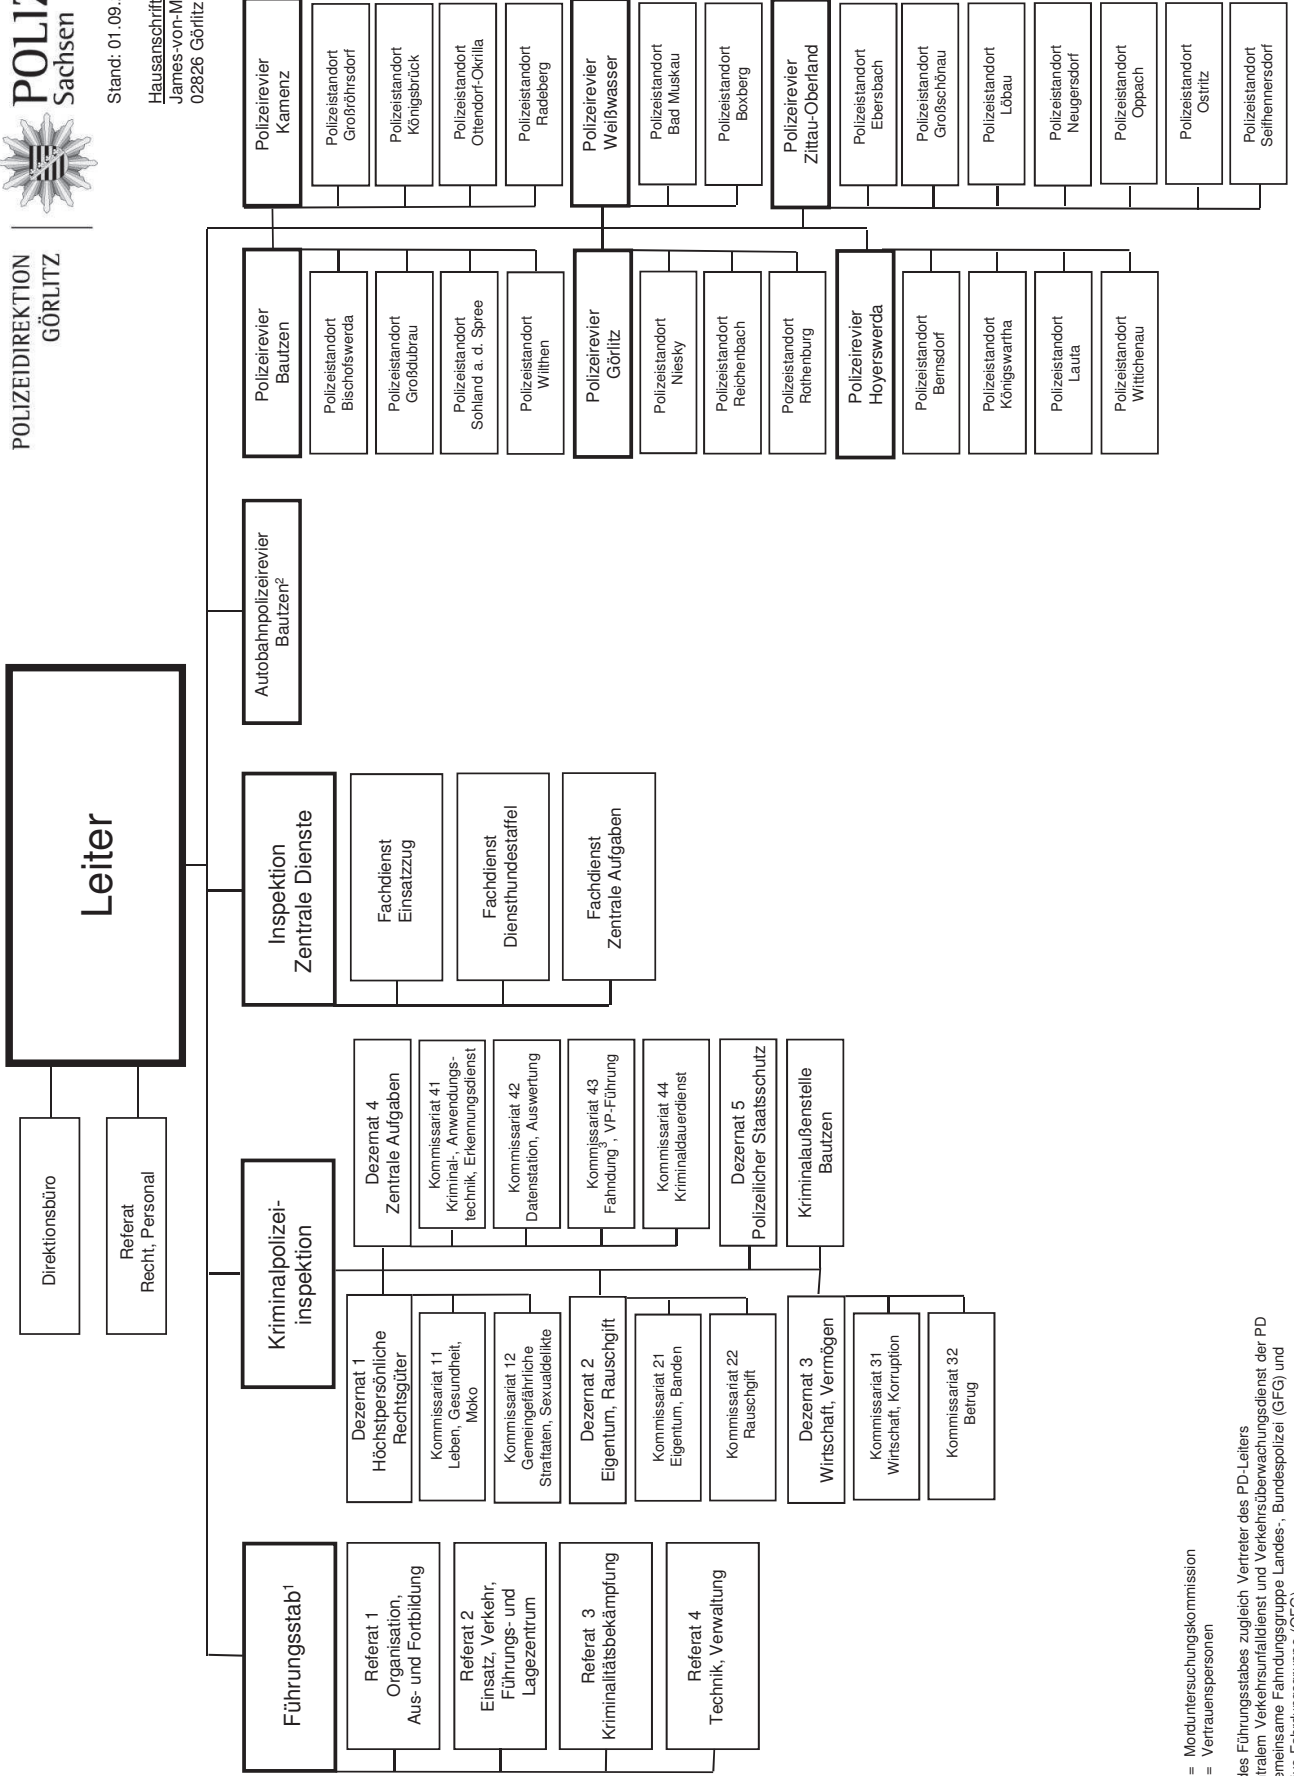 POLIZEIDIREKTION
GÖRLITZ
Sachsen
Stand: 01.09.
Hausanschrift
02826 Görlitz
Leiter
Direktionsbüro
Referat
Recht, Personal
Führungsstab¹
Referat 1
Organisation,
Aus- und Fortbildung
Referat 2
Einsatz, Verkehr,
Führungs- und
Lagezentrum
Referat 3
Kriminalitätsbekämpfung
Referat 4
Technik, Verwaltung
Kriminalpolizei-
inspektion
Dezernat 1
Höchstpersönliche
Rechtsgüter
Kommissariat 11
Leben, Gesundheit,
Moko
Kommissariat 12
Gemeingefährliche
Straftaten, Sexualdelikte
Dezernat 2
Eigentum, Rauschgift
Kommissariat 21
Eigentum, Banden
Kommissariat 22
Rauschgift
Dezernat 3
Wirtschaft, Vermögen
Kommissariat 31
Wirtschaft, Korruption
Kommissariat 32
Betrug
Dezernat 4
Zentrale Aufgaben
Kommissariat 41
Kriminal-, Anwendungs-
technik, Erkennungsdienst
Kommissariat 42
Datenstation, Auswertung
Kommissariat 43
Fahndung³, VP-Führung
Kommissariat 44
Kriminaldauerdienst
Dezernat 5
Polizeilicher Staatsschutz
Kriminalaußenstelle
Bautzen
Inspektion
Zentrale Dienste
Fachdienst
Einsatzzug
Fachdienst
Diensthundestaffel
Fachdienst
Zentrale Aufgaben
Autobahnpolizeirevier
Bautzen²
Polizeirevier
Bautzen
Polizeistandort
Bischofswerda
Polizeistandort
Großdubrau
Polizeistandort
Sohland a. d. Spree
Polizeistandort
Wilthen
Polizeirevier
Görlitz
Polizeistandort
Niesky
Polizeistandort
Reichenbach
Polizeistandort
Rothenburg
Polizeirevier
Hoyerswerda
Polizeistandort
Bernsdorf
Polizeistandort
Königswartha
Polizeistandort
Lauta
Polizeistandort
Wittichenau
Polizeirevier
Kamenz
Polizeistandort
Großröhrsdorf
Polizeistandort
Königsbrück
Polizeistandort
Ottendorf-Okrilla
Polizeistandort
Radeberg
Polizeirevier
Weißwasser
Polizeistandort
Bad Muskau
Polizeistandort
Boxberg
Polizeirevier
Zittau-Oberland
Polizeistandort
Ebersbach
Polizeistandort
Großschönau
Polizeistandort
Löbau
Polizeistandort
Neugersdorf
Polizeistandort
Oppach
Polizeistandort
Ostritz
Polizeistandort
Seifhennersdorf
= Morduntersuchungskommission
= Vertrauenspersonen
des Führungsstabes zugleich Vertreter des PD-Leiters
Verkehrsunfalldienst und Verkehrsüberwachungsdienst der PD
Fahndungsgruppe Landes-, Bundespolizei (GFG) und